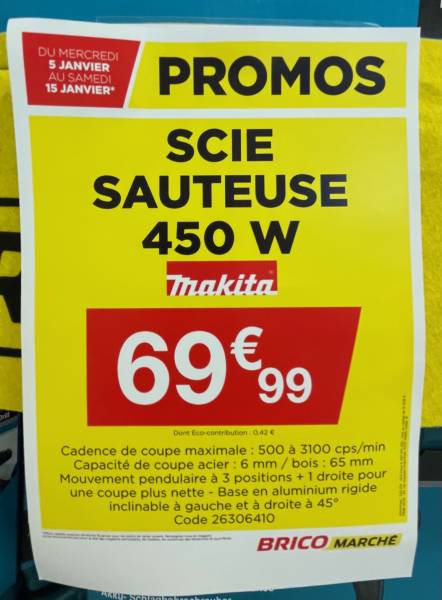 DU MERCREDI
5 JANVIER
AU SAMEDI
15 JANVIER*
PROMOS
SCIE
SAUTEUSE
450 W
makita
69€99
Dont Eco-contribution : 0,42 €
Cadence de coupe maximale : 500 à 3100 cps/min
Capacité de coupe acier : 6 mm / bois : 65 mm
Mouvement pendulaire à 3 positions + 1 droite pour
une coupe plus nette - Base en aluminium rigide
inclinable à gauche et à droite à 45°
Code 26306410
BRICO MARCHÉ
Akku-Schlagbohrschrauber